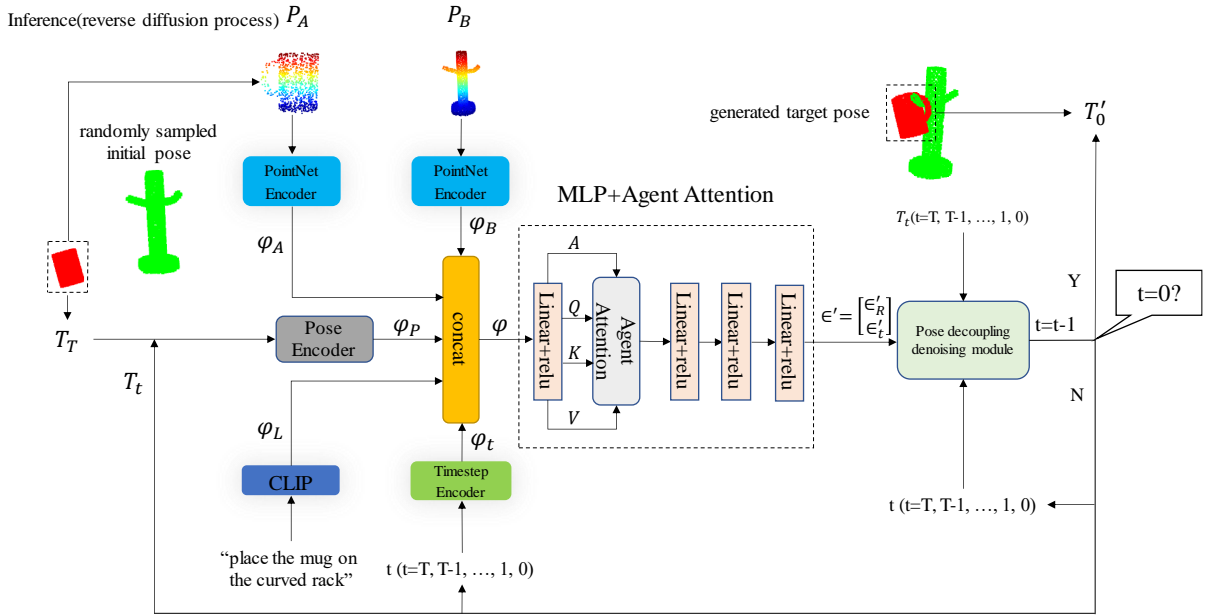 Inference(reverse diffusion process)
P_A
P_B
randomly sampled
initial pose
generated target pose
T'_0
PointNet
Encoder
PointNet
Encoder
MLP+Agent Attention
T_t(t=T, T-1, …, 1, 0)
φ_A
φ_B
A
Q
K
V
Linear+relu
Agent
Attention
Linear+relu
Linear+relu
Linear+relu
∈'=[∈'_R
∈'_t]
Pose decoupling
denoising module
t=t-1
Y
t=0?
N
T_T
Pose
Encoder
φ_P
concat
φ
T_t
φ_L
φ_t
CLIP
Timestep
Encoder
“place the mug on
the curved rack”
t (t=T, T-1, …, 1, 0)
t (t=T, T-1, …, 1, 0)